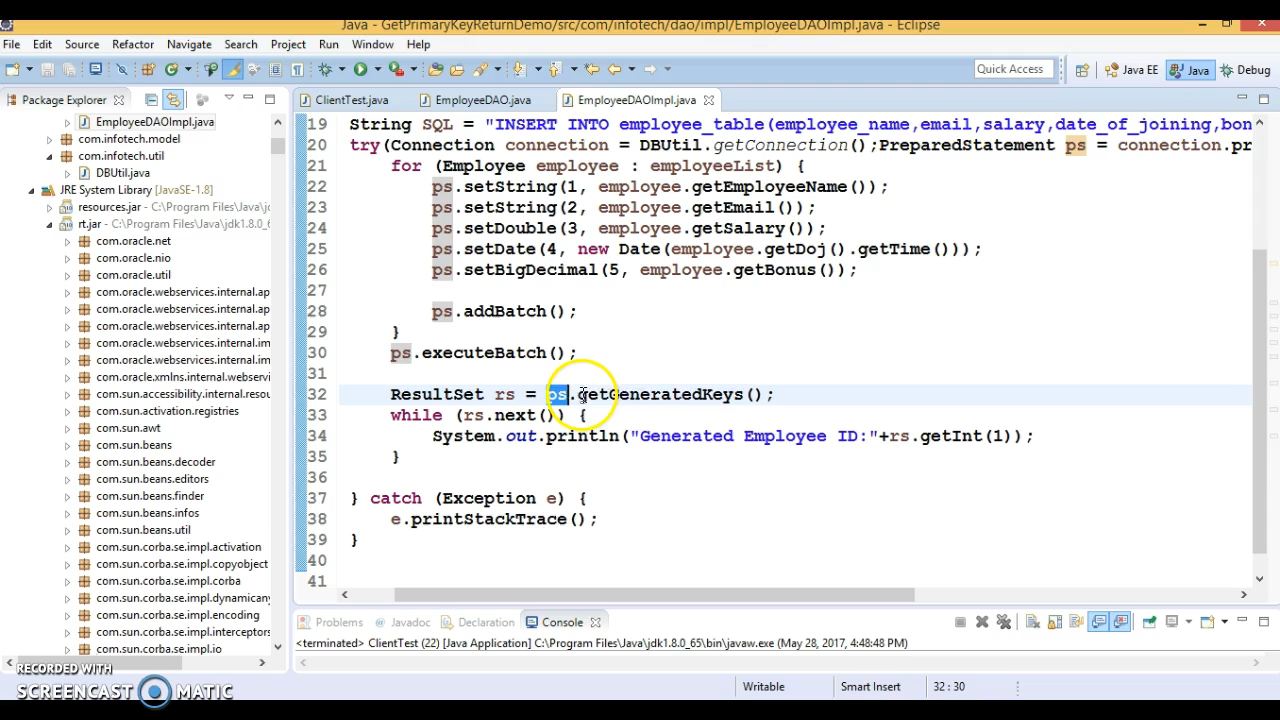 Java - GetPrimaryKeyReturnDemo/src/com/infotech/dao/impl/EmployeeDAOImpl.java - Eclipse
File Edit Source Refactor Navigate Search Project Run Window Help
Quick Access Java EE Java Debug
Package Explorer
EmployeeDAOImpl.java
com.infotech.model
com.infotech.util
DBUtil.java
JRE System Library [JavaSE-1.8]
resources.jar - C:\Program Files\Java\jd
rt.jar - C:\Program Files\Java\jdk1.8.0_6
com.oracle.net
com.oracle.nio
com.oracle.util
com.oracle.webservices.internal.ap
com.oracle.webservices.internal.ap
com.oracle.webservices.internal.im
com.oracle.webservices.internal.im
com.oracle.xmlns.internal.webservic
com.sun.accessibility.internal.resou
com.sun.activation.registries
com.sun.awt
com.sun.beans
com.sun.beans.decoder
com.sun.beans.editors
com.sun.beans.finder
com.sun.beans.infos
com.sun.beans.util
com.sun.corba.se.impl.activation
com.sun.corba.se.impl.copyobject
com.sun.corba.se.impl.corba
com.sun.corba.se.impl.dynamicany
com.sun.corba.se.impl.encoding
com.sun.corba.se.impl.interceptors
com.sun.corba.se.impl.io
ClientTest.java EmployeeDAO.java EmployeeDAOImpl.java
19 String SQL = "INSERT INTO employee_table(employee_name,email,salary,date_of_joining,bon
20 try(Connection connection = DBUtil.getConnection();PreparedStatement ps = connection.pr
21 for (Employee employee : employeeList) {
22 ps.setString(1, employee.getEmployeeName());
23 ps.setString(2, employee.getEmail());
24 ps.setDouble(3, employee.getSalary());
25 ps.setDate(4, new Date(employee.getDoj().getTime()));
26 ps.setBigDecimal(5, employee.getBonus());
27
28 ps.addBatch();
29 }
30 ps.executeBatch();
31
32 ResultSet rs = ps.getGeneratedKeys();
33 while (rs.next()) {
34 System.out.println("Generated Employee ID:"+rs.getInt(1));
35 }
36
37 } catch (Exception e) {
38 e.printStackTrace();
39 }
40
41
Problems Javadoc Declaration Console
<terminated> ClientTest (22) [Java Application] C:\Program Files\Java\jdk1.8.0_65\bin\javaw.exe (May 28, 2017, 4:48:48 PM)
Writable Smart Insert 32 : 30
RECORDED WITH
SCREENCAST MATIC